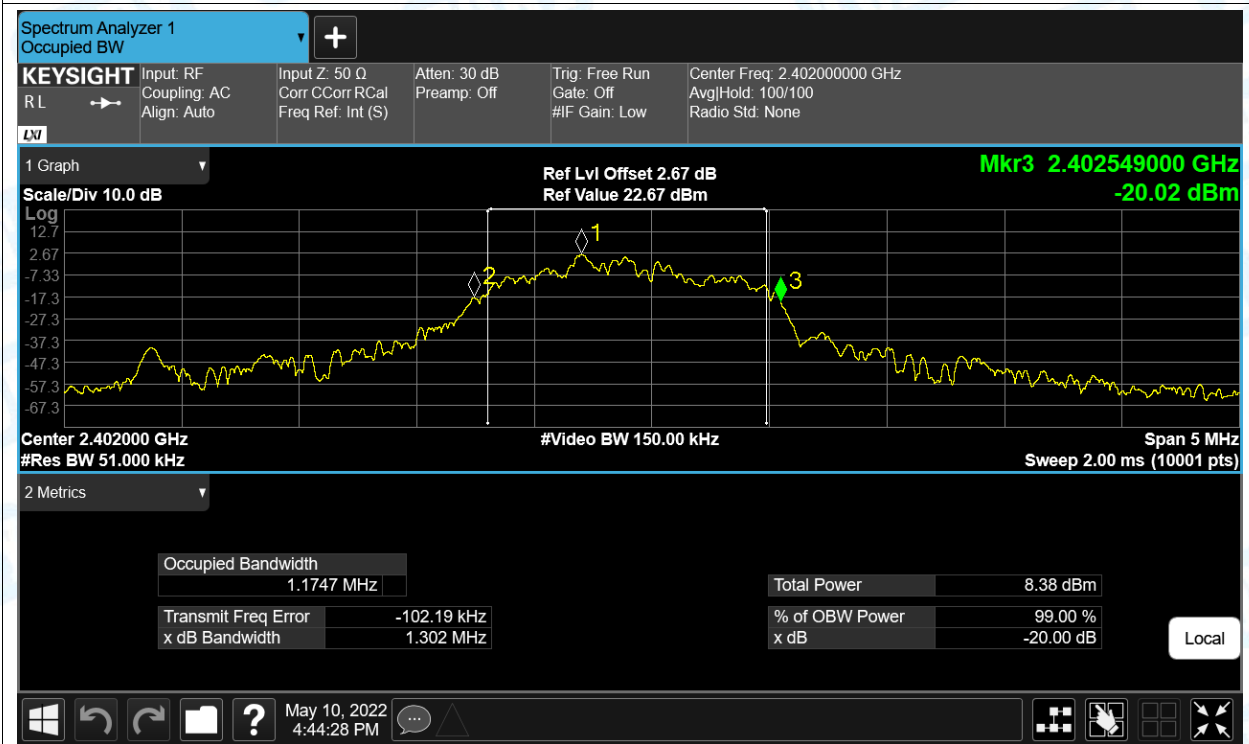 Spectrum Analyzer 1
Occupied BW
KEYSIGHT
R L
LXI
Input: RF
Coupling: AC
Align: Auto
Input Z: 50 Ω
Corr CCorr RCal
Freq Ref: Int (S)
Atten: 30 dB
Preamp: Off
Trig: Free Run
Gate: Off
#IF Gain: Low
Center Freq: 2.402000000 GHz
Avg|Hold: 100/100
Radio Std: None
1 Graph
Scale/Div 10.0 dB
Ref Lvl Offset 2.67 dB
Ref Value 22.67 dBm
Mkr3 2.402549000 GHz
-20.02 dBm
Log
12.7
2.67
-7.33
-17.3
-27.3
-37.3
-47.3
-57.3
-67.3
1
2
3
Center 2.402000 GHz
#Video BW 150.00 kHz
Span 5 MHz
#Res BW 51.000 kHz
Sweep 2.00 ms (10001 pts)
2 Metrics
Occupied Bandwidth
1.1747 MHz
Total Power 8.38 dBm
Transmit Freq Error -102.19 kHz
% of OBW Power 99.00 %
x dB Bandwidth 1.302 MHz
x dB -20.00 dB
Local
?
May 10, 2022
4:44:28 PM